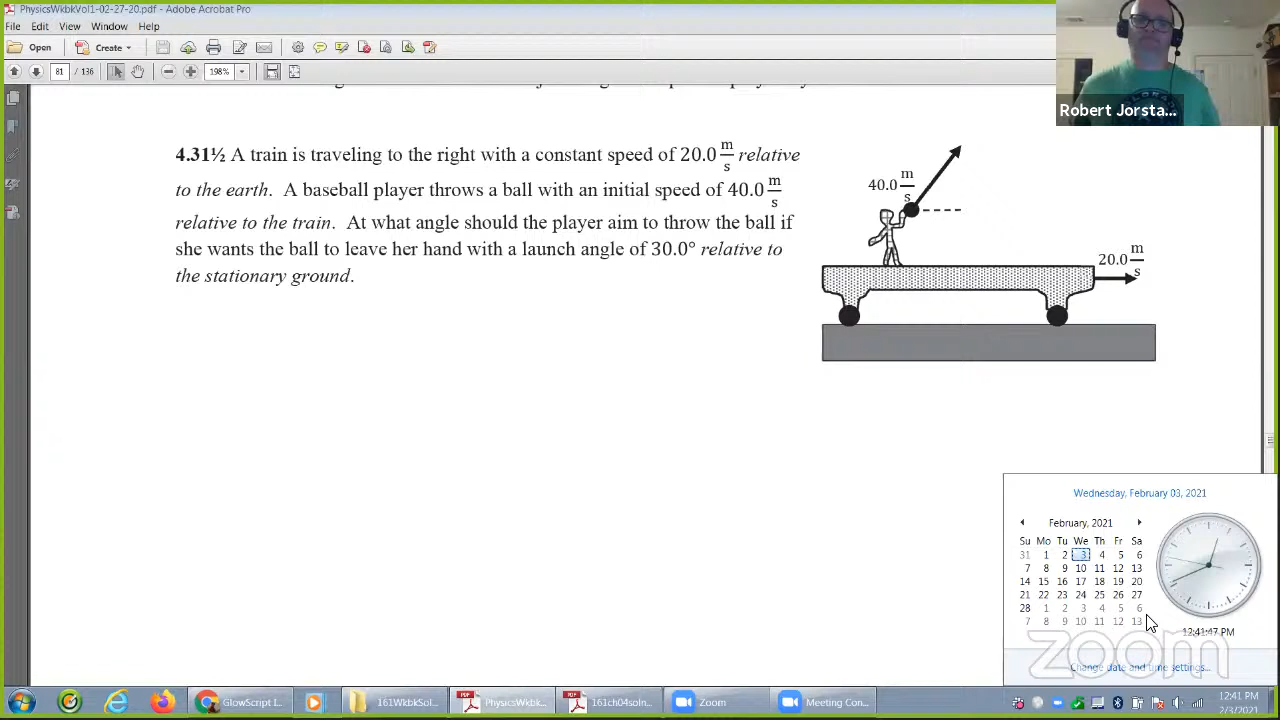 PhysicsWkbkVol1-02-27-20.pdf - Adobe Acrobat Pro
File Edit View Window Help
Open Create
81 / 136 198%
Robert Jorsta...
4.31½ A train is traveling to the right with a constant speed of 20.0 m/s relative
to the earth. A baseball player throws a ball with an initial speed of 40.0 m/s
relative to the train. At what angle should the player aim to throw the ball if
she wants the ball to leave her hand with a launch angle of 30.0° relative to
the stationary ground.
40.0 m/s
20.0 m/s
Wednesday, February 03, 2021
February, 2021
Su Mo Tu We Th Fr Sa
31 1 2 3 4 5 6
7 8 9 10 11 12 13
14 15 16 17 18 19 20
21 22 23 24 25 26 27
28 1 2 3 4 5 6
7 8 9 10 11 12 13
12:41:47 PM
zoom
Change date and time settings...
GlowScript I...
161WkbkSol...
PhysicsWkb...
161ch04soln...
Zoom
Meeting Con...
12:41 PM
2/3/2021